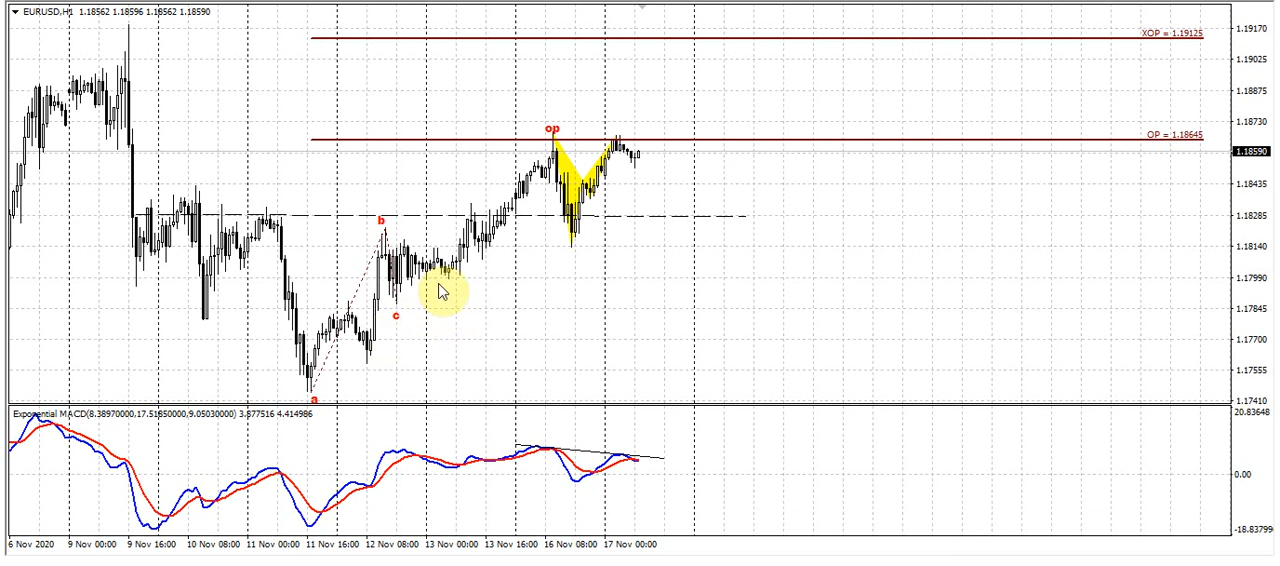 EURUSD,H1 1.18562 1.18596 1.18562 1.18590
1.19170
XOP = 1.19125
1.19025
1.18875
1.18730
op
OP = 1.18645
1.18590
1.18435
1.18285
b
1.18140
1.17990
c
1.17845
1.17700
1.17555
a
1.17410
Exponential MACD(8.38970000,17.51850000,9.05030000) 3.877516 4.414986
20.83648
0.00
-18.837990
6 Nov 2020 9 Nov 00:00 9 Nov 16:00 10 Nov 08:00 11 Nov 00:00 11 Nov 16:00 12 Nov 08:00 13 Nov 00:00 13 Nov 16:00 16 Nov 08:00 17 Nov 00:00